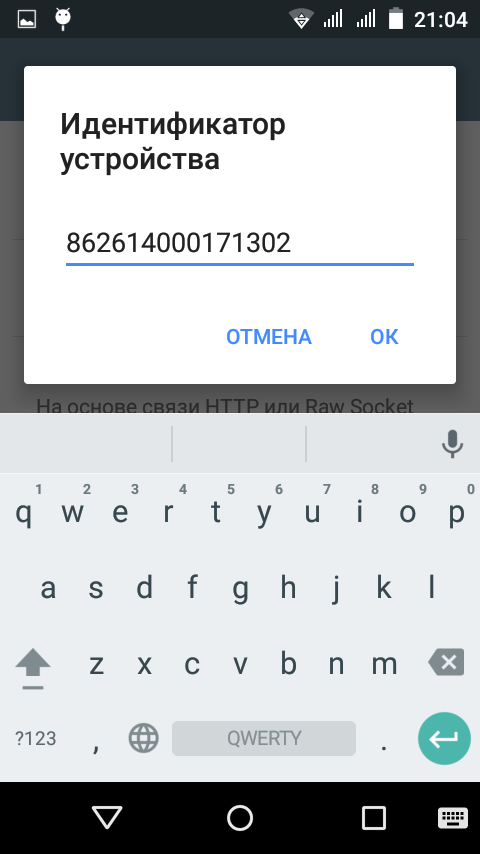 21:04
Идентификатор
устройства
862614000171302
ОТМЕНА ОК
На основе связи HTTP или Raw Socket
1 2 3 4 5 6 7 8 9 0
q w e r t y u i o p
a s d f g h j k l
z x c v b n m
?123 , QWERTY .